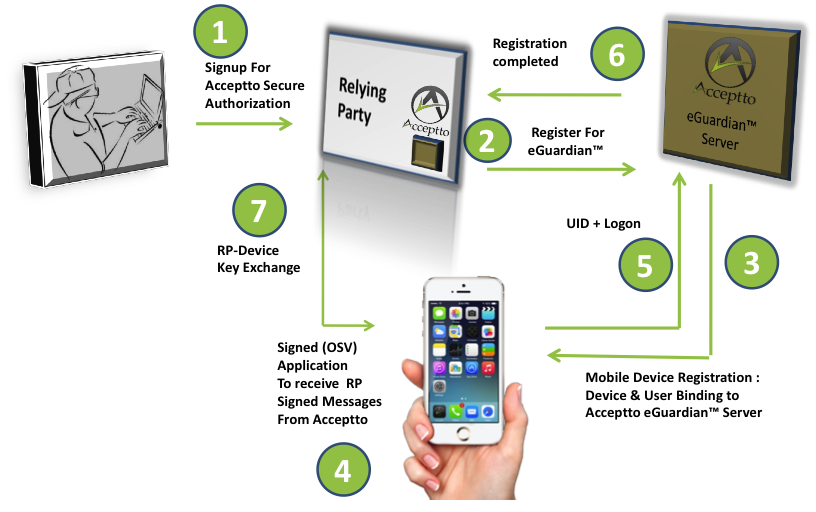 1
Signup For
Acceptto Secure
Authorization
Relying
Party
Acceptto
2
Register For
eGuardian™
Registration
completed
6
Acceptto
eGuardian™
Server
7
RP-Device
Key Exchange
UID + Logon
5
3
Mobile Device Registration :
Device & User Binding to
Acceptto eGuardian™ Server
Signed (OSV)
Application
To receive RP
Signed Messages
From Acceptto
4